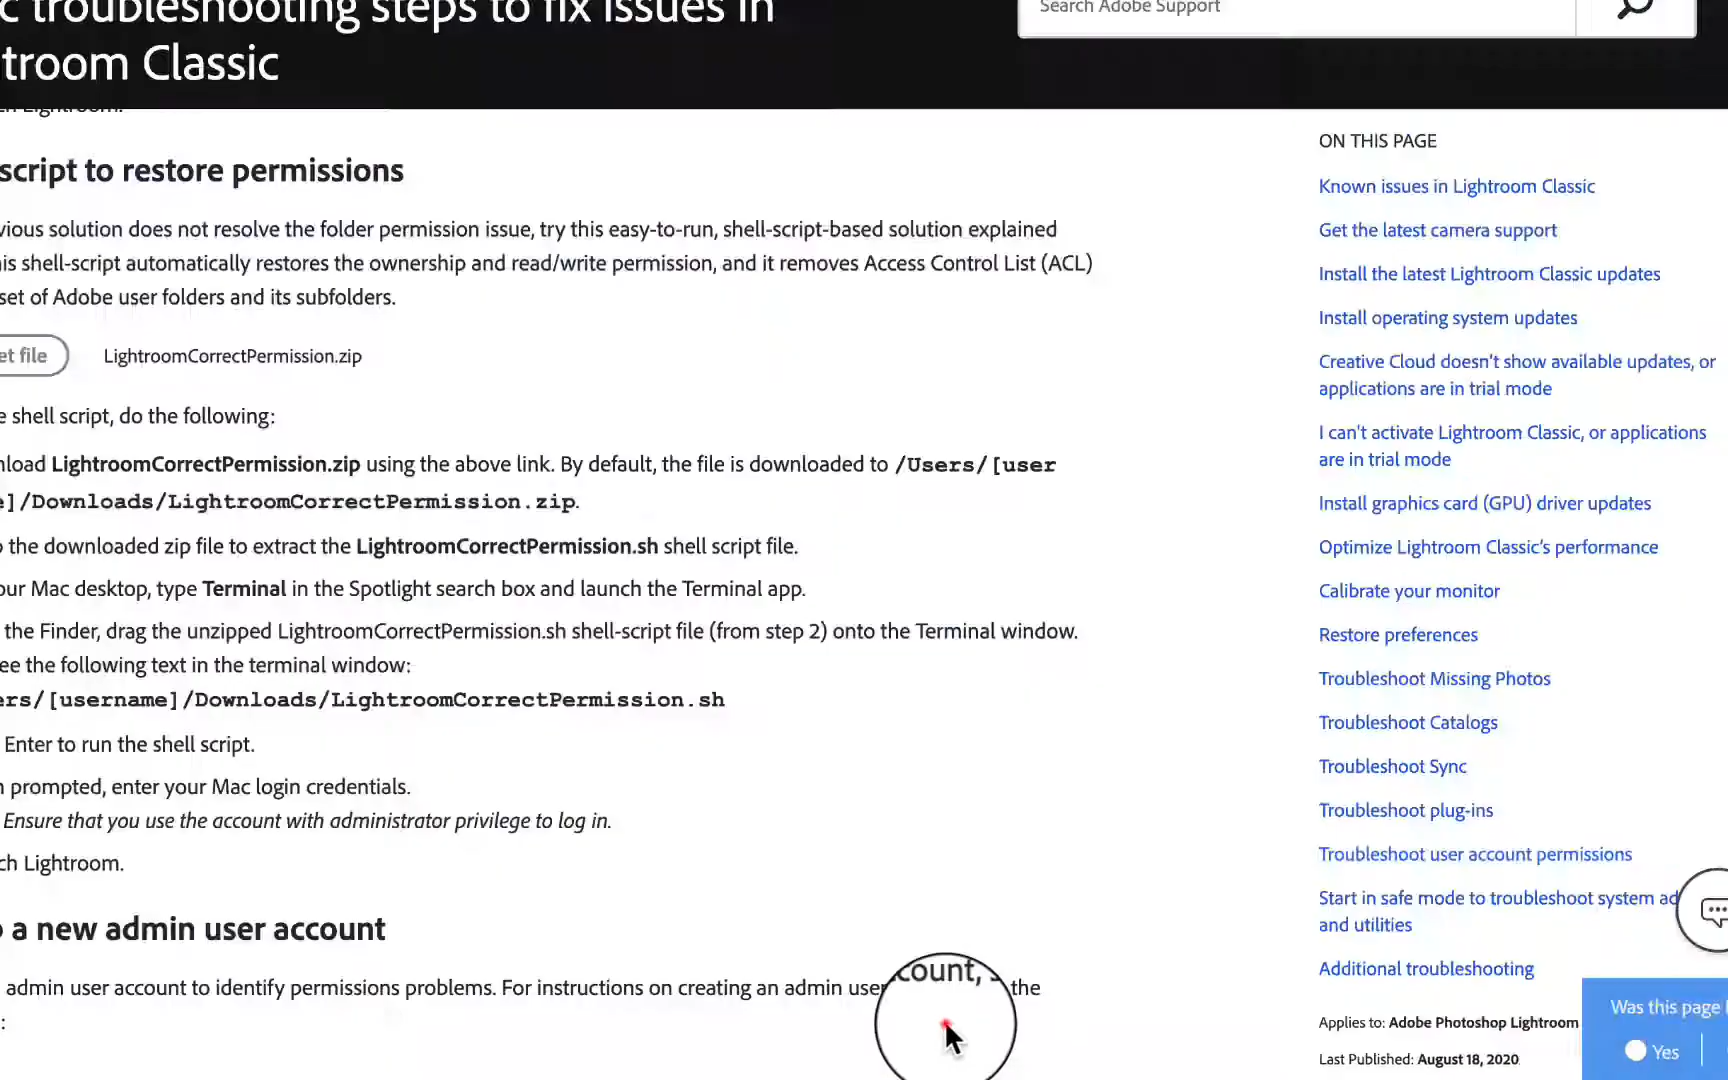 troubleshooting steps to fix issues in
troom Classic
Search Adobe Support
script to restore permissions
vious solution does not resolve the folder permission issue, try this easy-to-run, shell-script-based solution explained
is shell-script automatically restores the ownership and read/write permission, and it removes Access Control List (ACL)
set of Adobe user folders and its subfolders.
et file
LightroomCorrectPermission.zip
e shell script, do the following:
nload LightroomCorrectPermission.zip using the above link. By default, the file is downloaded to /Users/[user
e]/Downloads/LightroomCorrectPermission.zip.
the downloaded zip file to extract the LightroomCorrectPermission.sh shell script file.
our Mac desktop, type Terminal in the Spotlight search box and launch the Terminal app.
the Finder, drag the unzipped LightroomCorrectPermission.sh shell-script file (from step 2) onto the Terminal window.
ee the following text in the terminal window:
ers/[username]/Downloads/LightroomCorrectPermission.sh
Enter to run the shell script.
n prompted, enter your Mac login credentials.
Ensure that you use the account with administrator privilege to log in.
ch Lightroom.
a new admin user account
admin user account to identify permissions problems. For instructions on creating an admin user count, the
:
ON THIS PAGE
Known issues in Lightroom Classic
Get the latest camera support
Install the latest Lightroom Classic updates
Install operating system updates
Creative Cloud doesn't show available updates, or
applications are in trial mode
I can't activate Lightroom Classic, or applications
are in trial mode
Install graphics card (GPU) driver updates
Optimize Lightroom Classic's performance
Calibrate your monitor
Restore preferences
Troubleshoot Missing Photos
Troubleshoot Catalogs
Troubleshoot Sync
Troubleshoot plug-ins
Troubleshoot user account permissions
Start in safe mode to troubleshoot system ad
and utilities
Additional troubleshooting
Applies to: Adobe Photoshop Lightroom
Last Published: August 18, 2020
Was this page
Yes